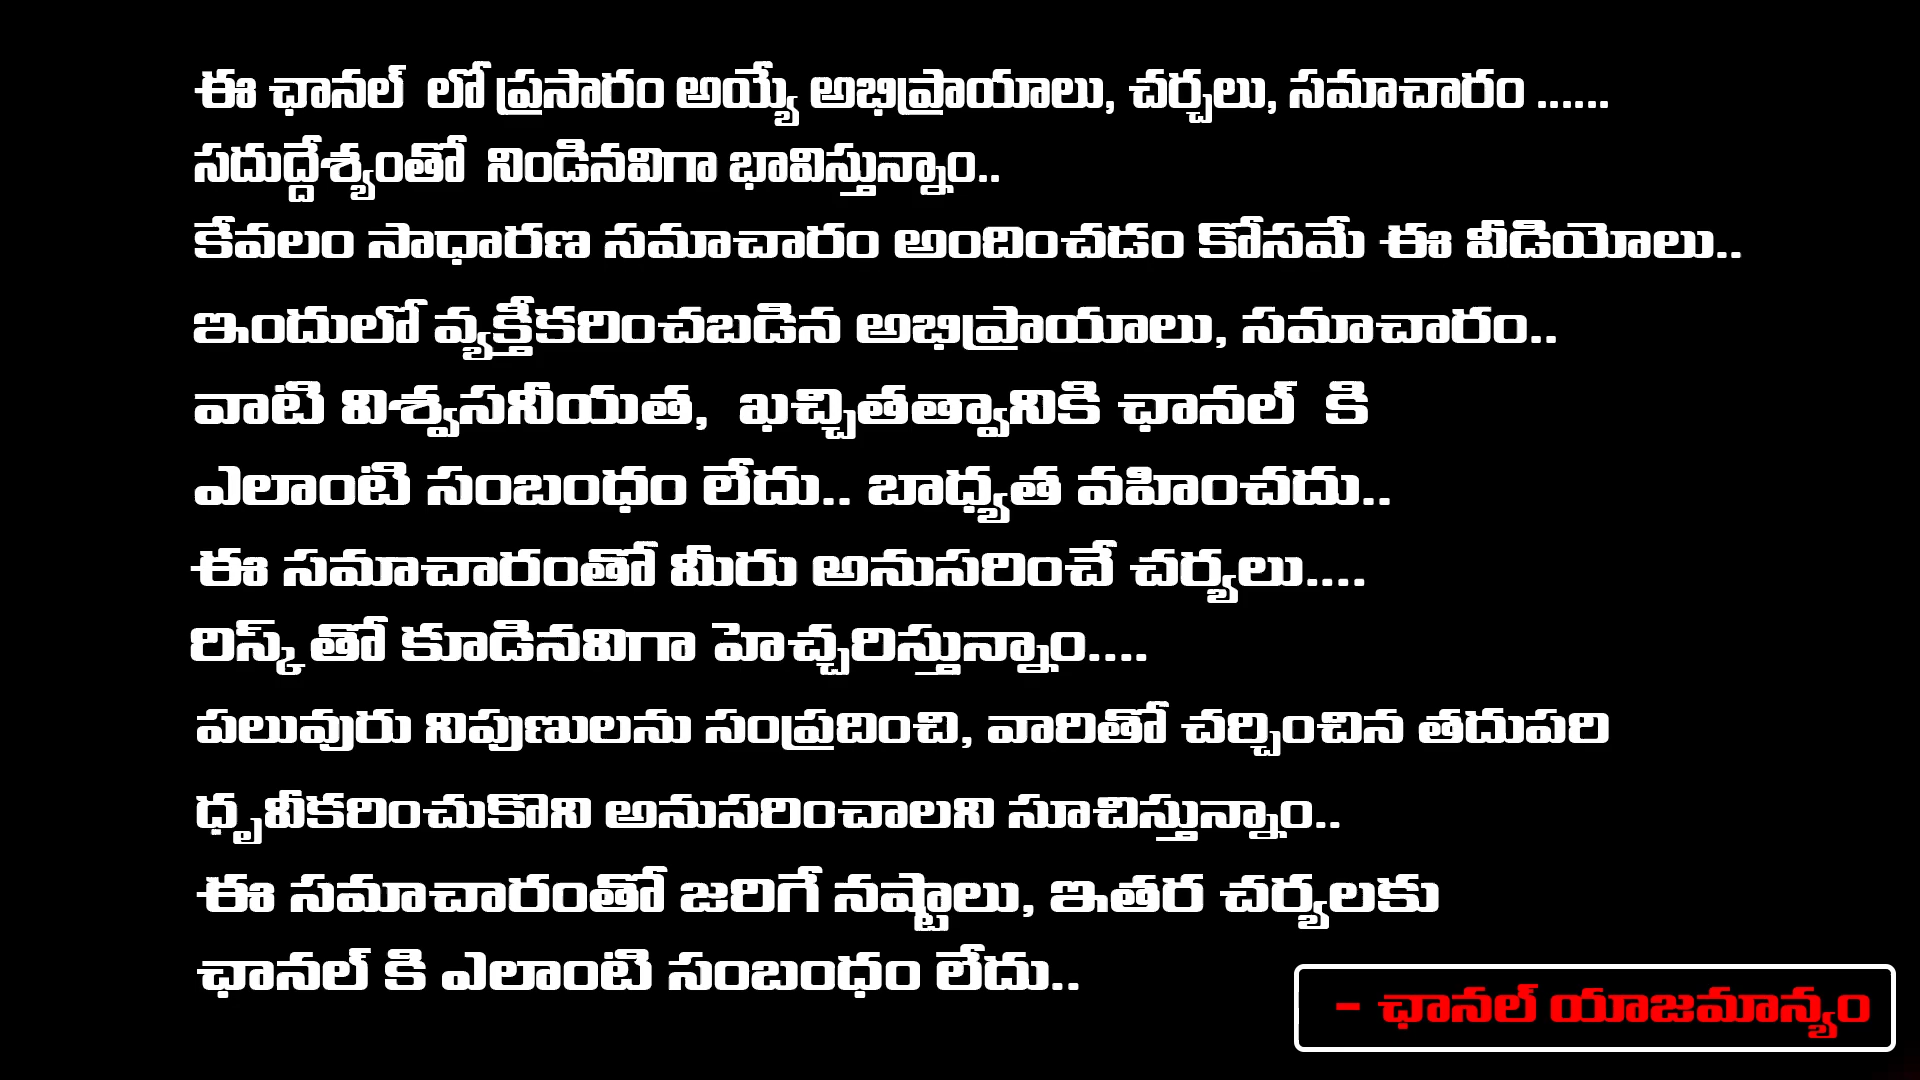 ఈ ఛానల్ లో ప్రసారం అయ్యే అభిప్రాయాలు, చర్చలు, సమాచారం ......
సదుద్దేశ్యంతో నిండినవిగా భావిస్తున్నాం..
కేవలం సాధారణ సమాచారం అందించడం కోసమే ఈ వీడియోలు..
ఇందులో వ్యక్తీకరించబడిన అభిప్రాయాలు, సమాచారం..
వాటి విశ్వసనీయత, ఖచ్చితత్వానికి ఛానల్ కి
ఎలాంటి సంబంధం లేదు.. బాధ్యత వహించదు..
ఈ సమాచారంతో మీరు అనుసరించే చర్యలు....
రిస్క్ తో కూడినవిగా హెచ్చరిస్తున్నాం....
పలువురు నిపుణులను సంప్రదించి, వారితో చర్చించిన తదుపరి
ధృవీకరించుకొని అనుసరించాలని సూచిస్తున్నాం..
ఈ సమాచారంతో జరిగే నష్టాలు, ఇతర చర్యలకు
ఛానల్ కి ఎలాంటి సంబంధం లేదు..
- ఛానల్ యాజమాన్యం